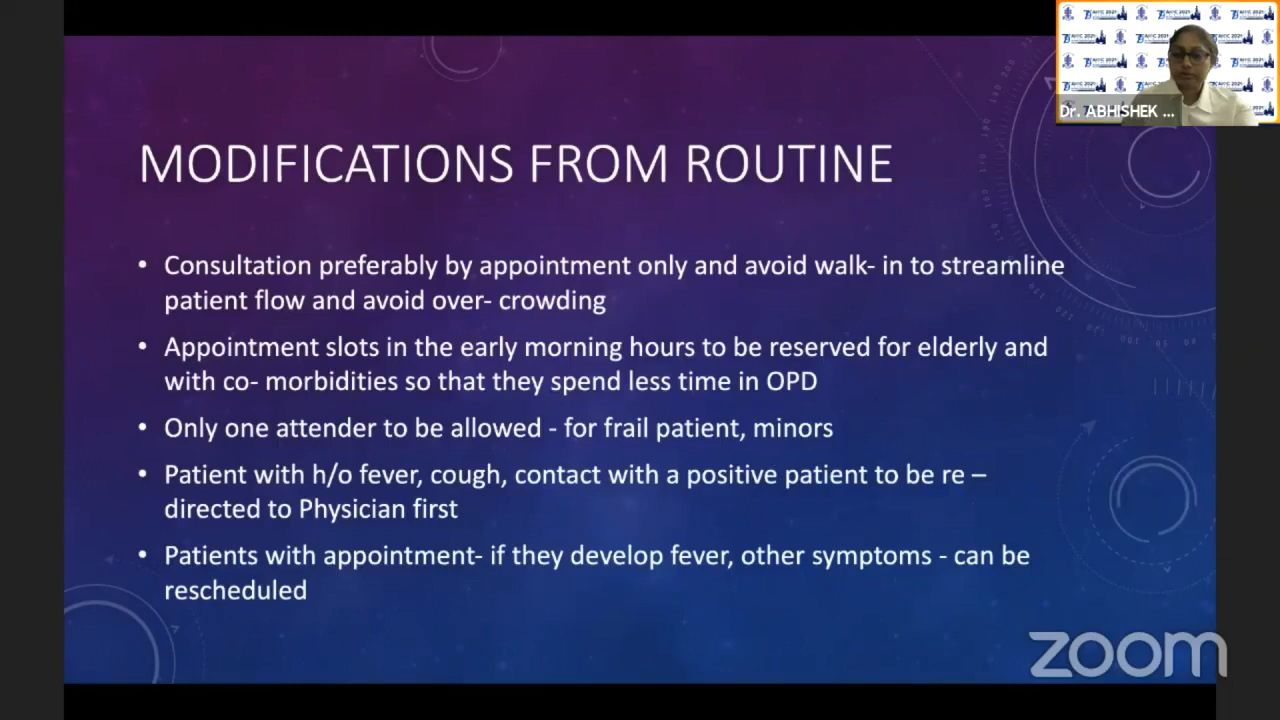 Dr. ABHISHEK ...
MODIFICATIONS FROM ROUTINE
• Consultation preferably by appointment only and avoid walk- in to streamline
patient flow and avoid over- crowding
• Appointment slots in the early morning hours to be reserved for elderly and
with co- morbidities so that they spend less time in OPD
• Only one attender to be allowed - for frail patient, minors
• Patient with h/o fever, cough, contact with a positive patient to be re –
directed to Physician first
• Patients with appointment- if they develop fever, other symptoms - can be
rescheduled
zoom